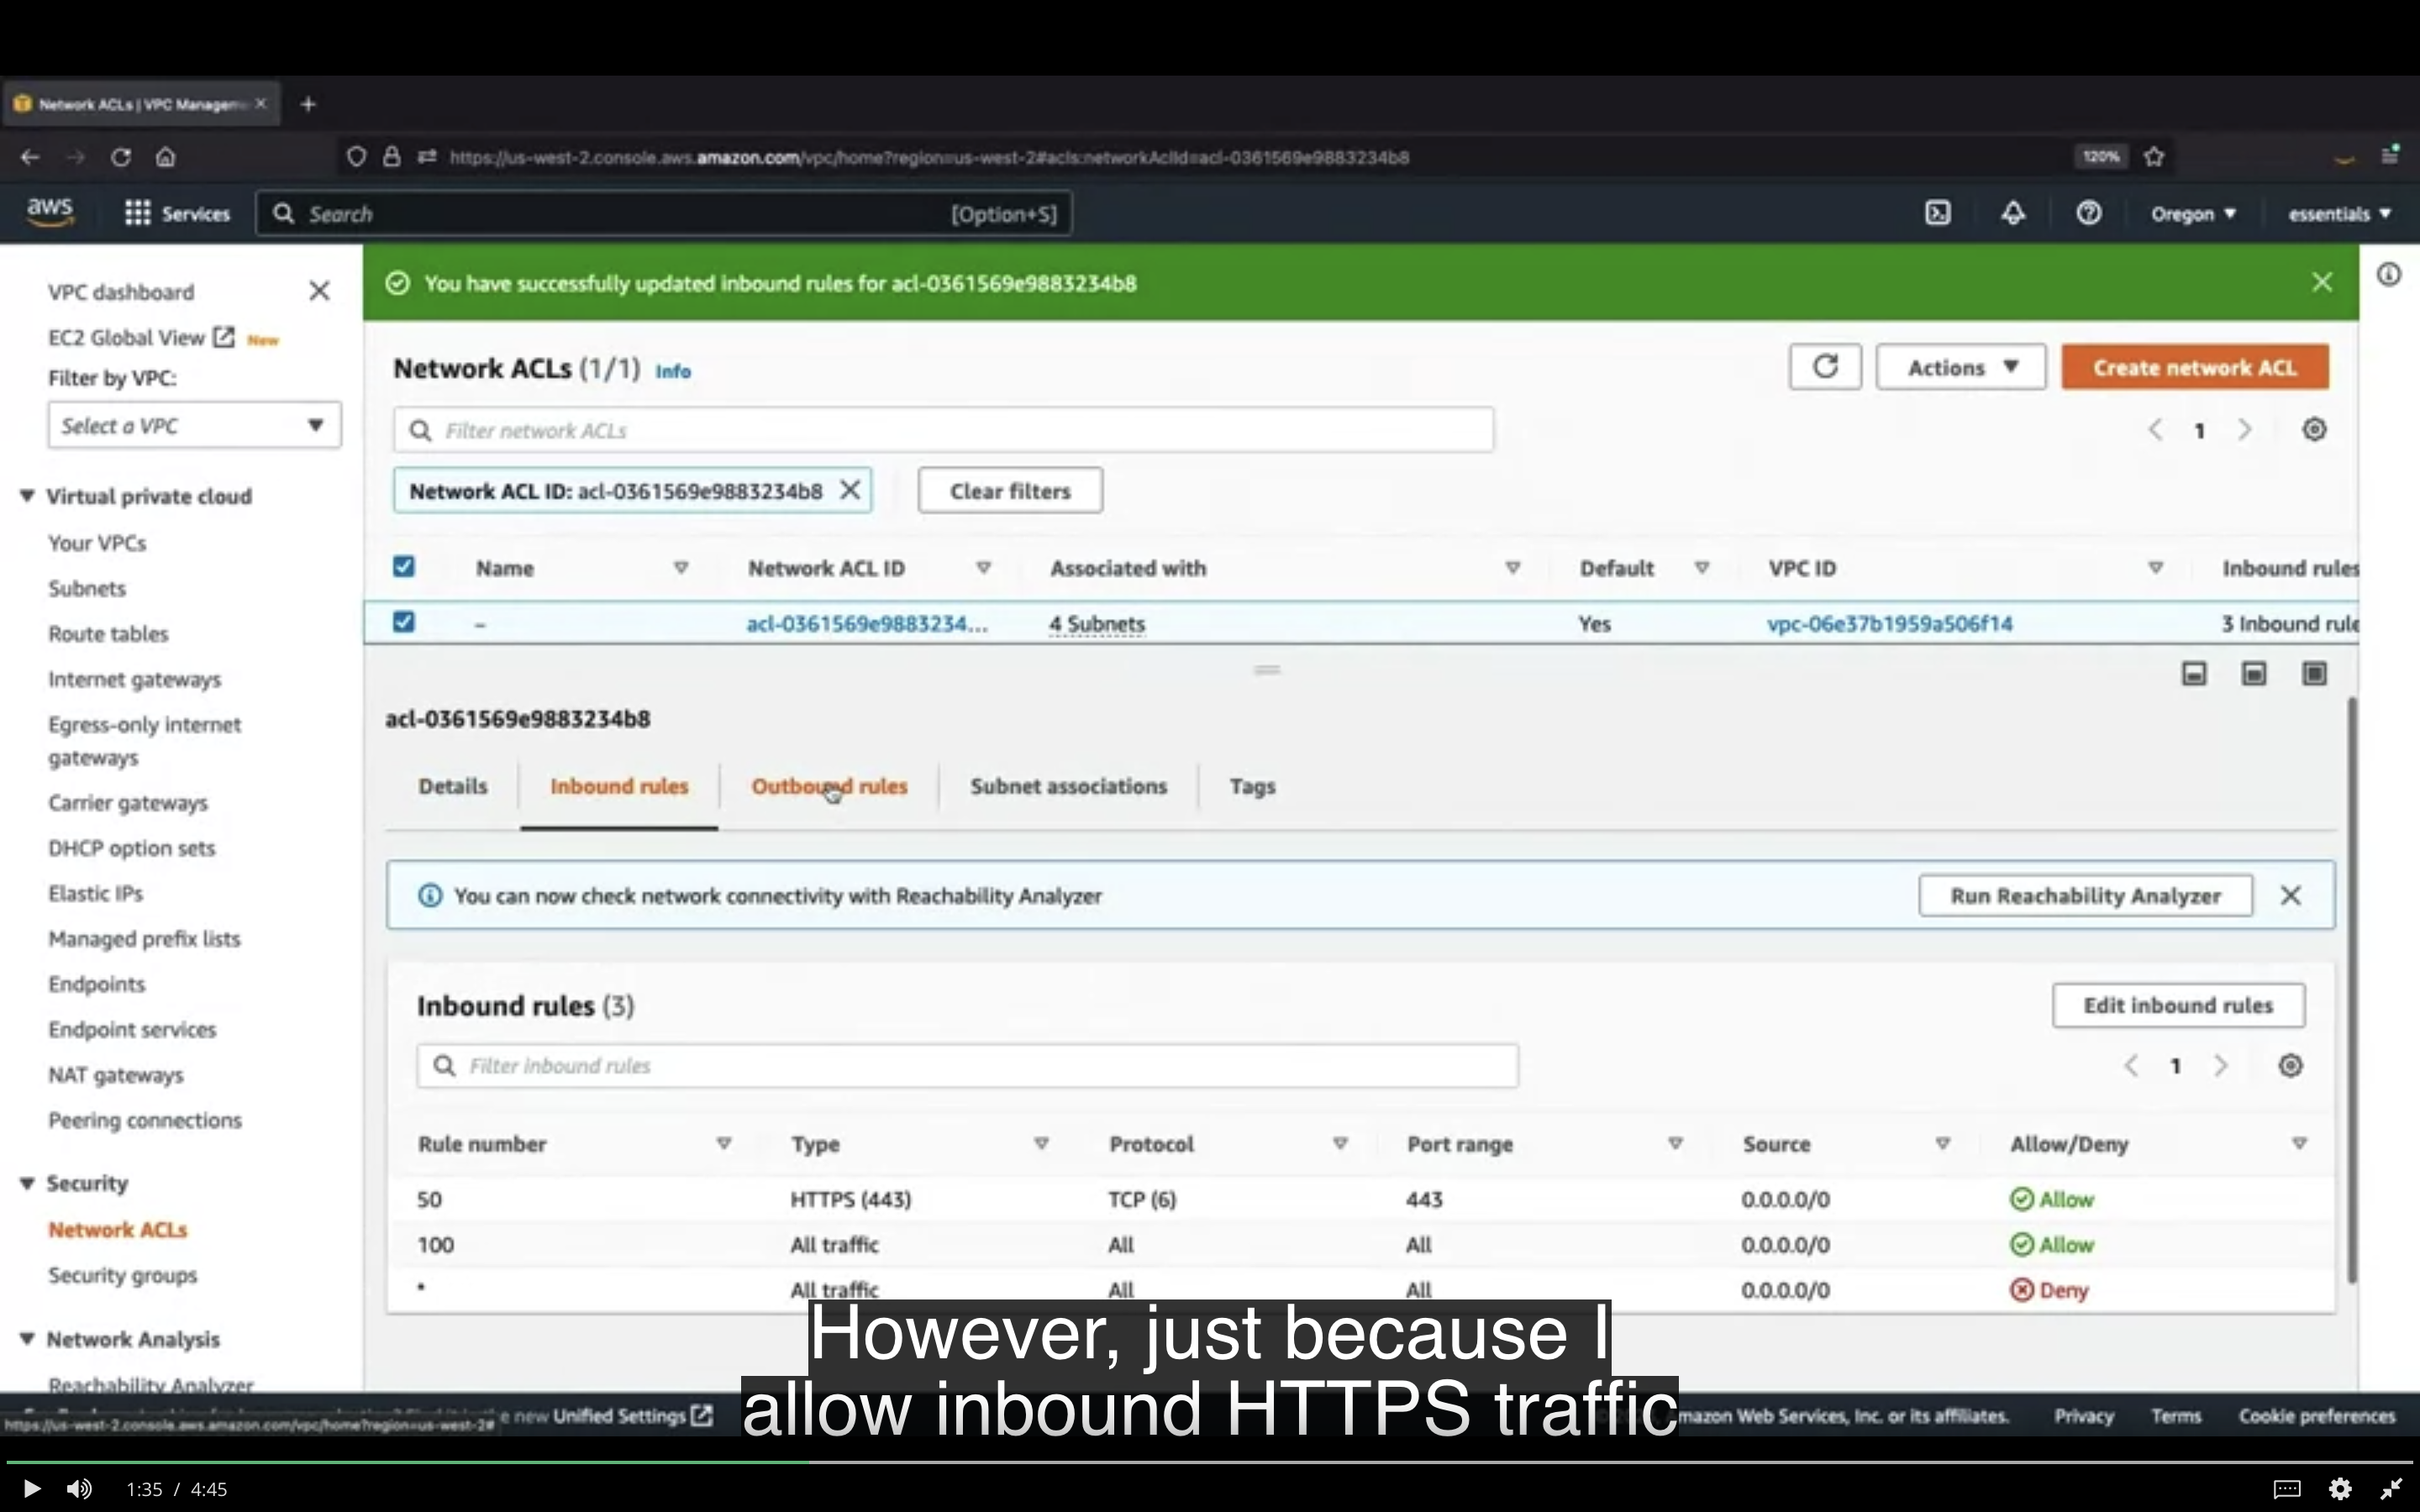 Network ACLs | VPC Managem
https://us-west-2.console.aws.amazon.com/vpc/home?region=us-west-2#acls:networkAclId=acl-0361569e9883234b8
120%
aws
Services
Search
[Option+S]
Oregon
essentials
VPC dashboard
EC2 Global View New
Filter by VPC:
Select a VPC
Virtual private cloud
Your VPCs
Subnets
Route tables
Internet gateways
Egress-only internet
gateways
Carrier gateways
DHCP option sets
Elastic IPs
Managed prefix lists
Endpoints
Endpoint services
NAT gateways
Peering connections
Security
Network ACLs
Security groups
Network Analysis
Reachability Analyzer
You have successfully updated inbound rules for acl-0361569e9883234b8
Network ACLs (1/1) Info
Actions
Create network ACL
Filter network ACLs
1
Network ACL ID: acl-0361569e9883234b8
Clear filters
Name Network ACL ID Associated with Default VPC ID Inbound rules
– acl-0361569e9883234... 4 Subnets Yes vpc-06e37b1959a506f14 3 Inbound rule
acl-0361569e9883234b8
Details Inbound rules Outbound rules Subnet associations Tags
You can now check network connectivity with Reachability Analyzer
Run Reachability Analyzer
Inbound rules (3)
Edit inbound rules
Filter inbound rules
1
Rule number Type Protocol Port range Source Allow/Deny
50 HTTPS (443) TCP (6) 443 0.0.0.0/0 Allow
100 All traffic All All 0.0.0.0/0 Allow
* All traffic All All 0.0.0.0/0 Deny
However, just because I
allow inbound HTTPS traffic
https://us-west-2.console.aws.amazon.com/vpc/home?region=us-west-2#
e new Unified Settings
mazon Web Services, Inc. or its affiliates.
Privacy Terms Cookie preferences
1:35 / 4:45